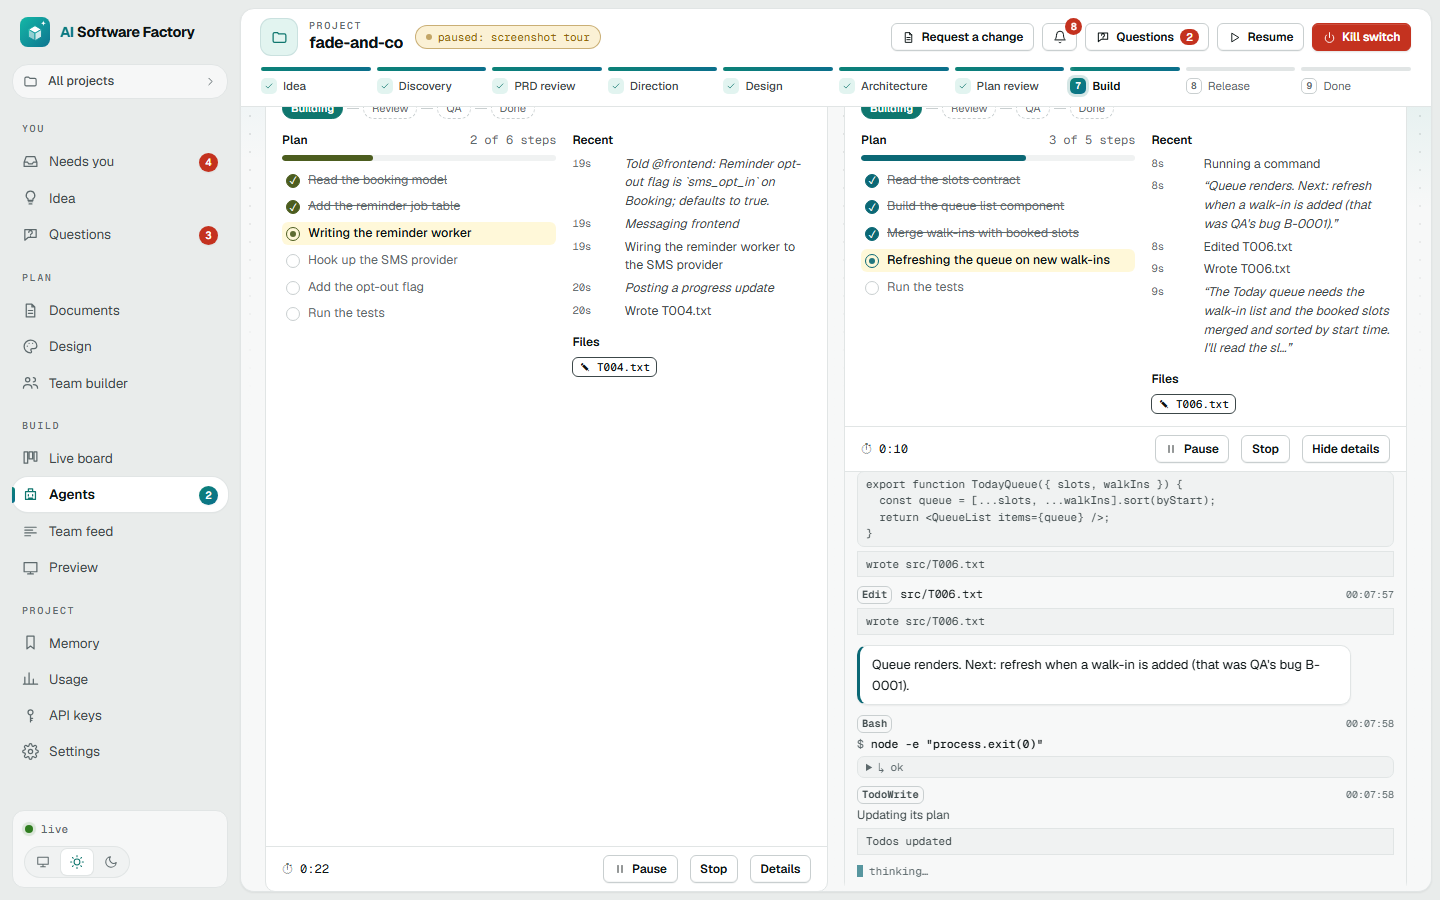 AI Software Factory
All projects
YOU
Needs you
4
Idea
Questions
3
PLAN
Documents
Design
Team builder
BUILD
Live board
Agents
2
Team feed
Preview
PROJECT
Memory
Usage
API keys
Settings
live
PROJECT
fade-and-co
paused: screenshot tour
Request a change
8
Questions 2
Resume
Kill switch
Idea
Discovery
PRD review
Direction
Design
Architecture
Plan review
7 Build
8 Release
9 Done
Building
Review
QA
Done
Plan
2 of 6 steps
Read the booking model
Add the reminder job table
Writing the reminder worker
Hook up the SMS provider
Add the opt-out flag
Run the tests
Recent
19s Told @frontend: Reminder opt-
out flag is `sms_opt_in` on
Booking; defaults to true.
19s Messaging frontend
19s Wiring the reminder worker to
the SMS provider
20s Posting a progress update
20s Wrote T004.txt
Files
T004.txt
0:22
Pause
Stop
Details
Building
Review
QA
Done
Plan
3 of 5 steps
Read the slots contract
Build the queue list component
Merge walk-ins with booked slots
Refreshing the queue on new walk-ins
Run the tests
Recent
8s Running a command
8s “Queue renders. Next: refresh
when a walk-in is added (that
was QA's bug B-0001).”
8s Edited T006.txt
9s Wrote T006.txt
9s “The Today queue needs the
walk-in list and the booked slots
merged and sorted by start time.
I'll read the sl…”
Files
T006.txt
0:10
Pause
Stop
Hide details
export function TodayQueue({ slots, walkIns }) {
const queue = [...slots, ...walkIns].sort(byStart);
return <QueueList items={queue} />;
}
wrote src/T006.txt
Edit src/T006.txt 00:07:57
wrote src/T006.txt
Queue renders. Next: refresh when a walk-in is added (that was QA's bug B-
0001).
Bash 00:07:58
$ node -e "process.exit(0)"
↳ ok
TodoWrite 00:07:58
Updating its plan
Todos updated
thinking…